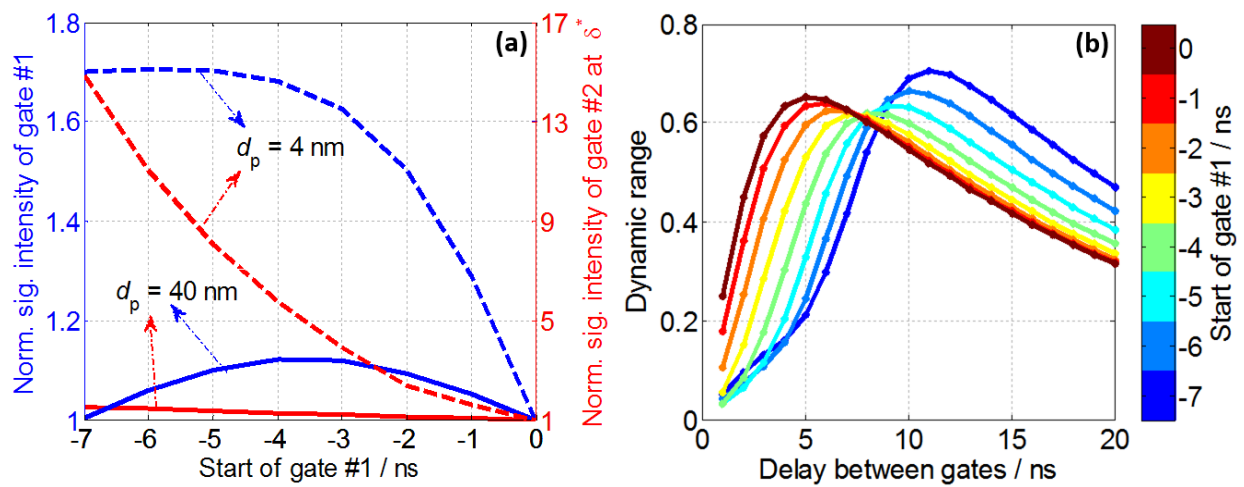 (a)
Norm. sig. intensity of gate #1
1.8
1.6
1.4
1.2
1
17
13
9
5
1
Norm. sig. intensity of gate #2 at δ*
dp = 4 nm
dp = 40 nm
-7 -6 -5 -4 -3 -2 -1 0
Start of gate #1 / ns
(b)
Dynamic range
0.8
0.6
0.4
0.2
0
0 5 10 15 20
Delay between gates / ns
0
-1
-2
-3
-4
-5
-6
-7
Start of gate #1 / ns